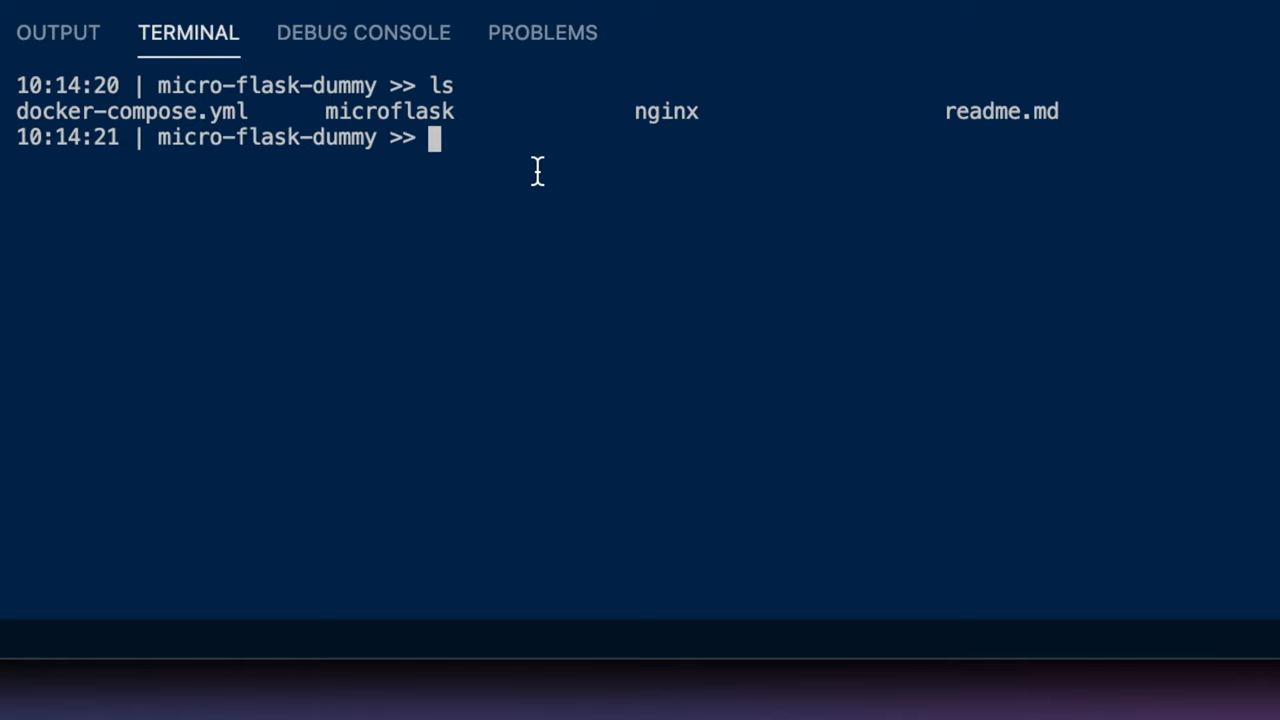 OUTPUT TERMINAL DEBUG CONSOLE PROBLEMS
10:14:20 | micro-flask-dummy >> ls
docker-compose.yml microflask nginx readme.md
10:14:21 | micro-flask-dummy >>